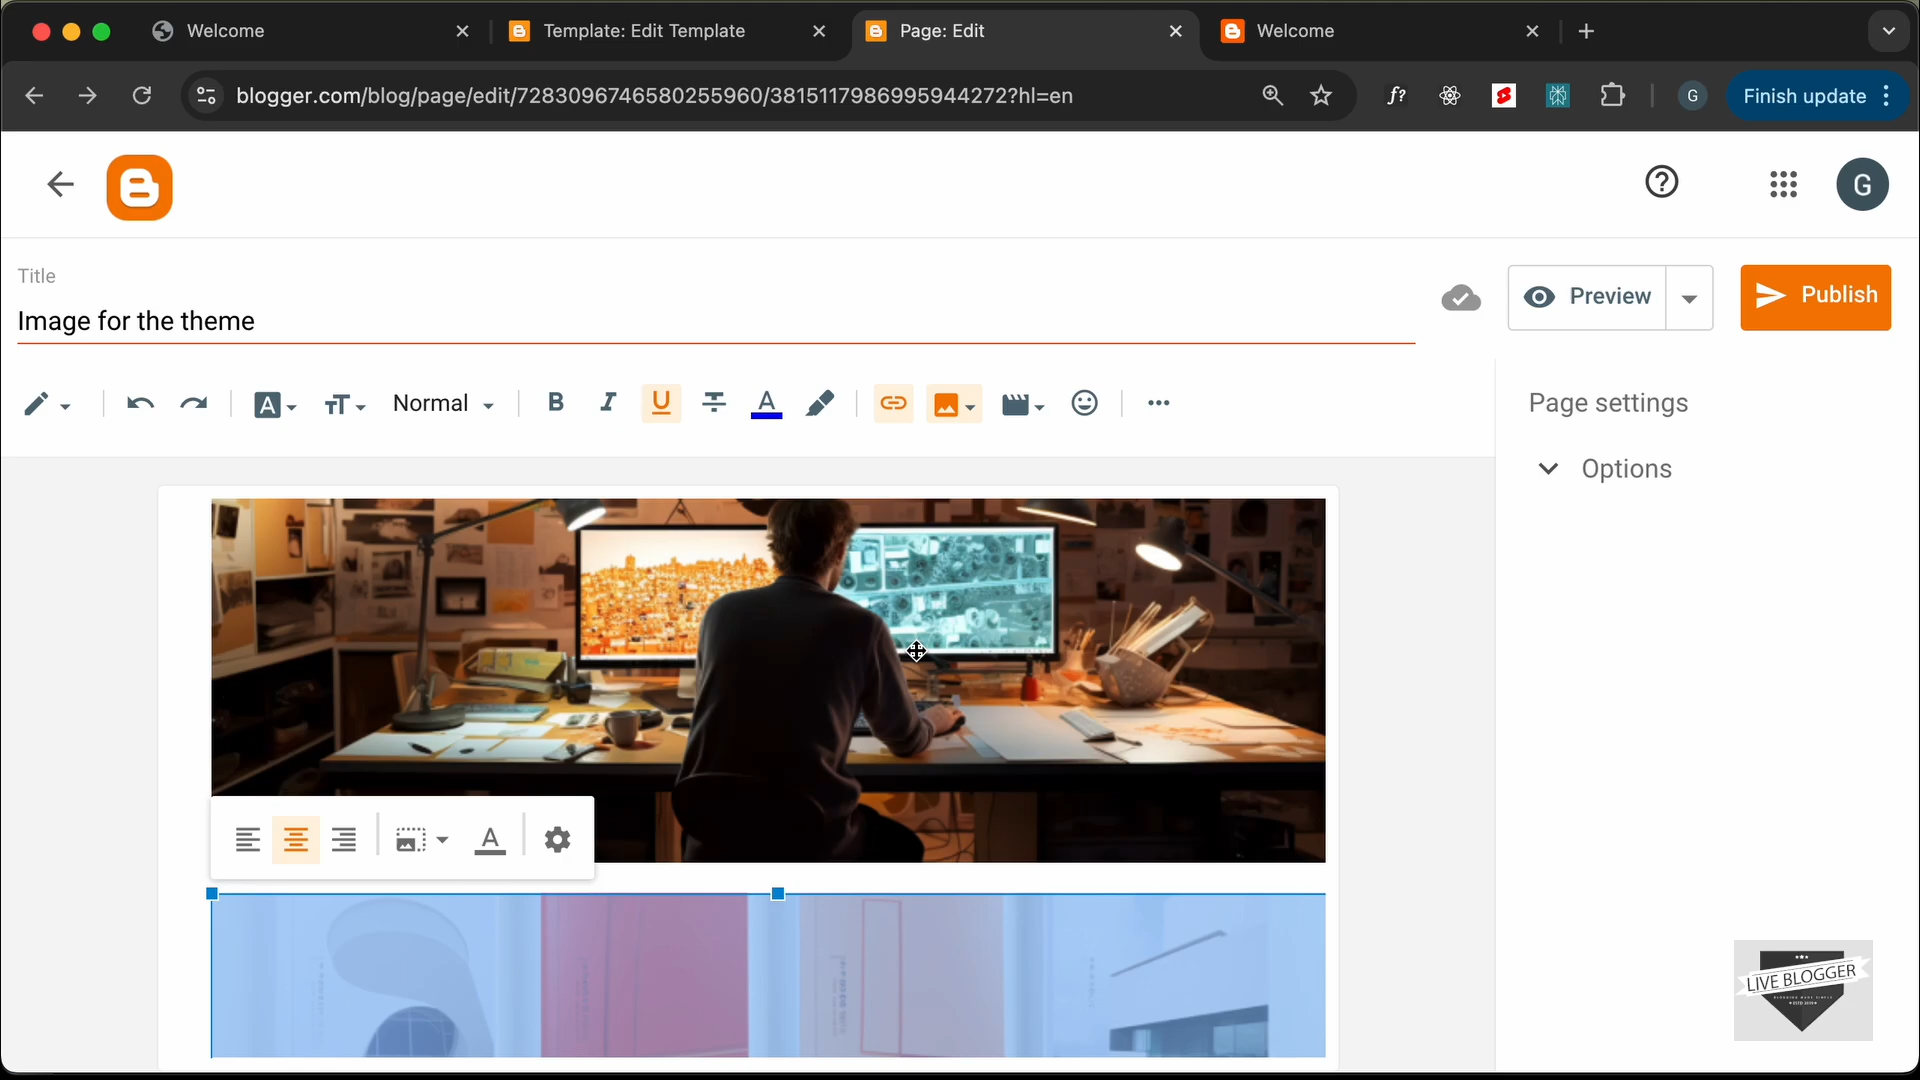 Welcome
Template: Edit Template
Page: Edit
Welcome
blogger.com/blog/page/edit/7283096746580255960/3815117986995944272?hl=en
f?
G
Finish update
G
Title
Image for the theme
Preview
Publish
A
Normal
B
I
U
A
Page settings
Options
A
LIVE BLOGGER